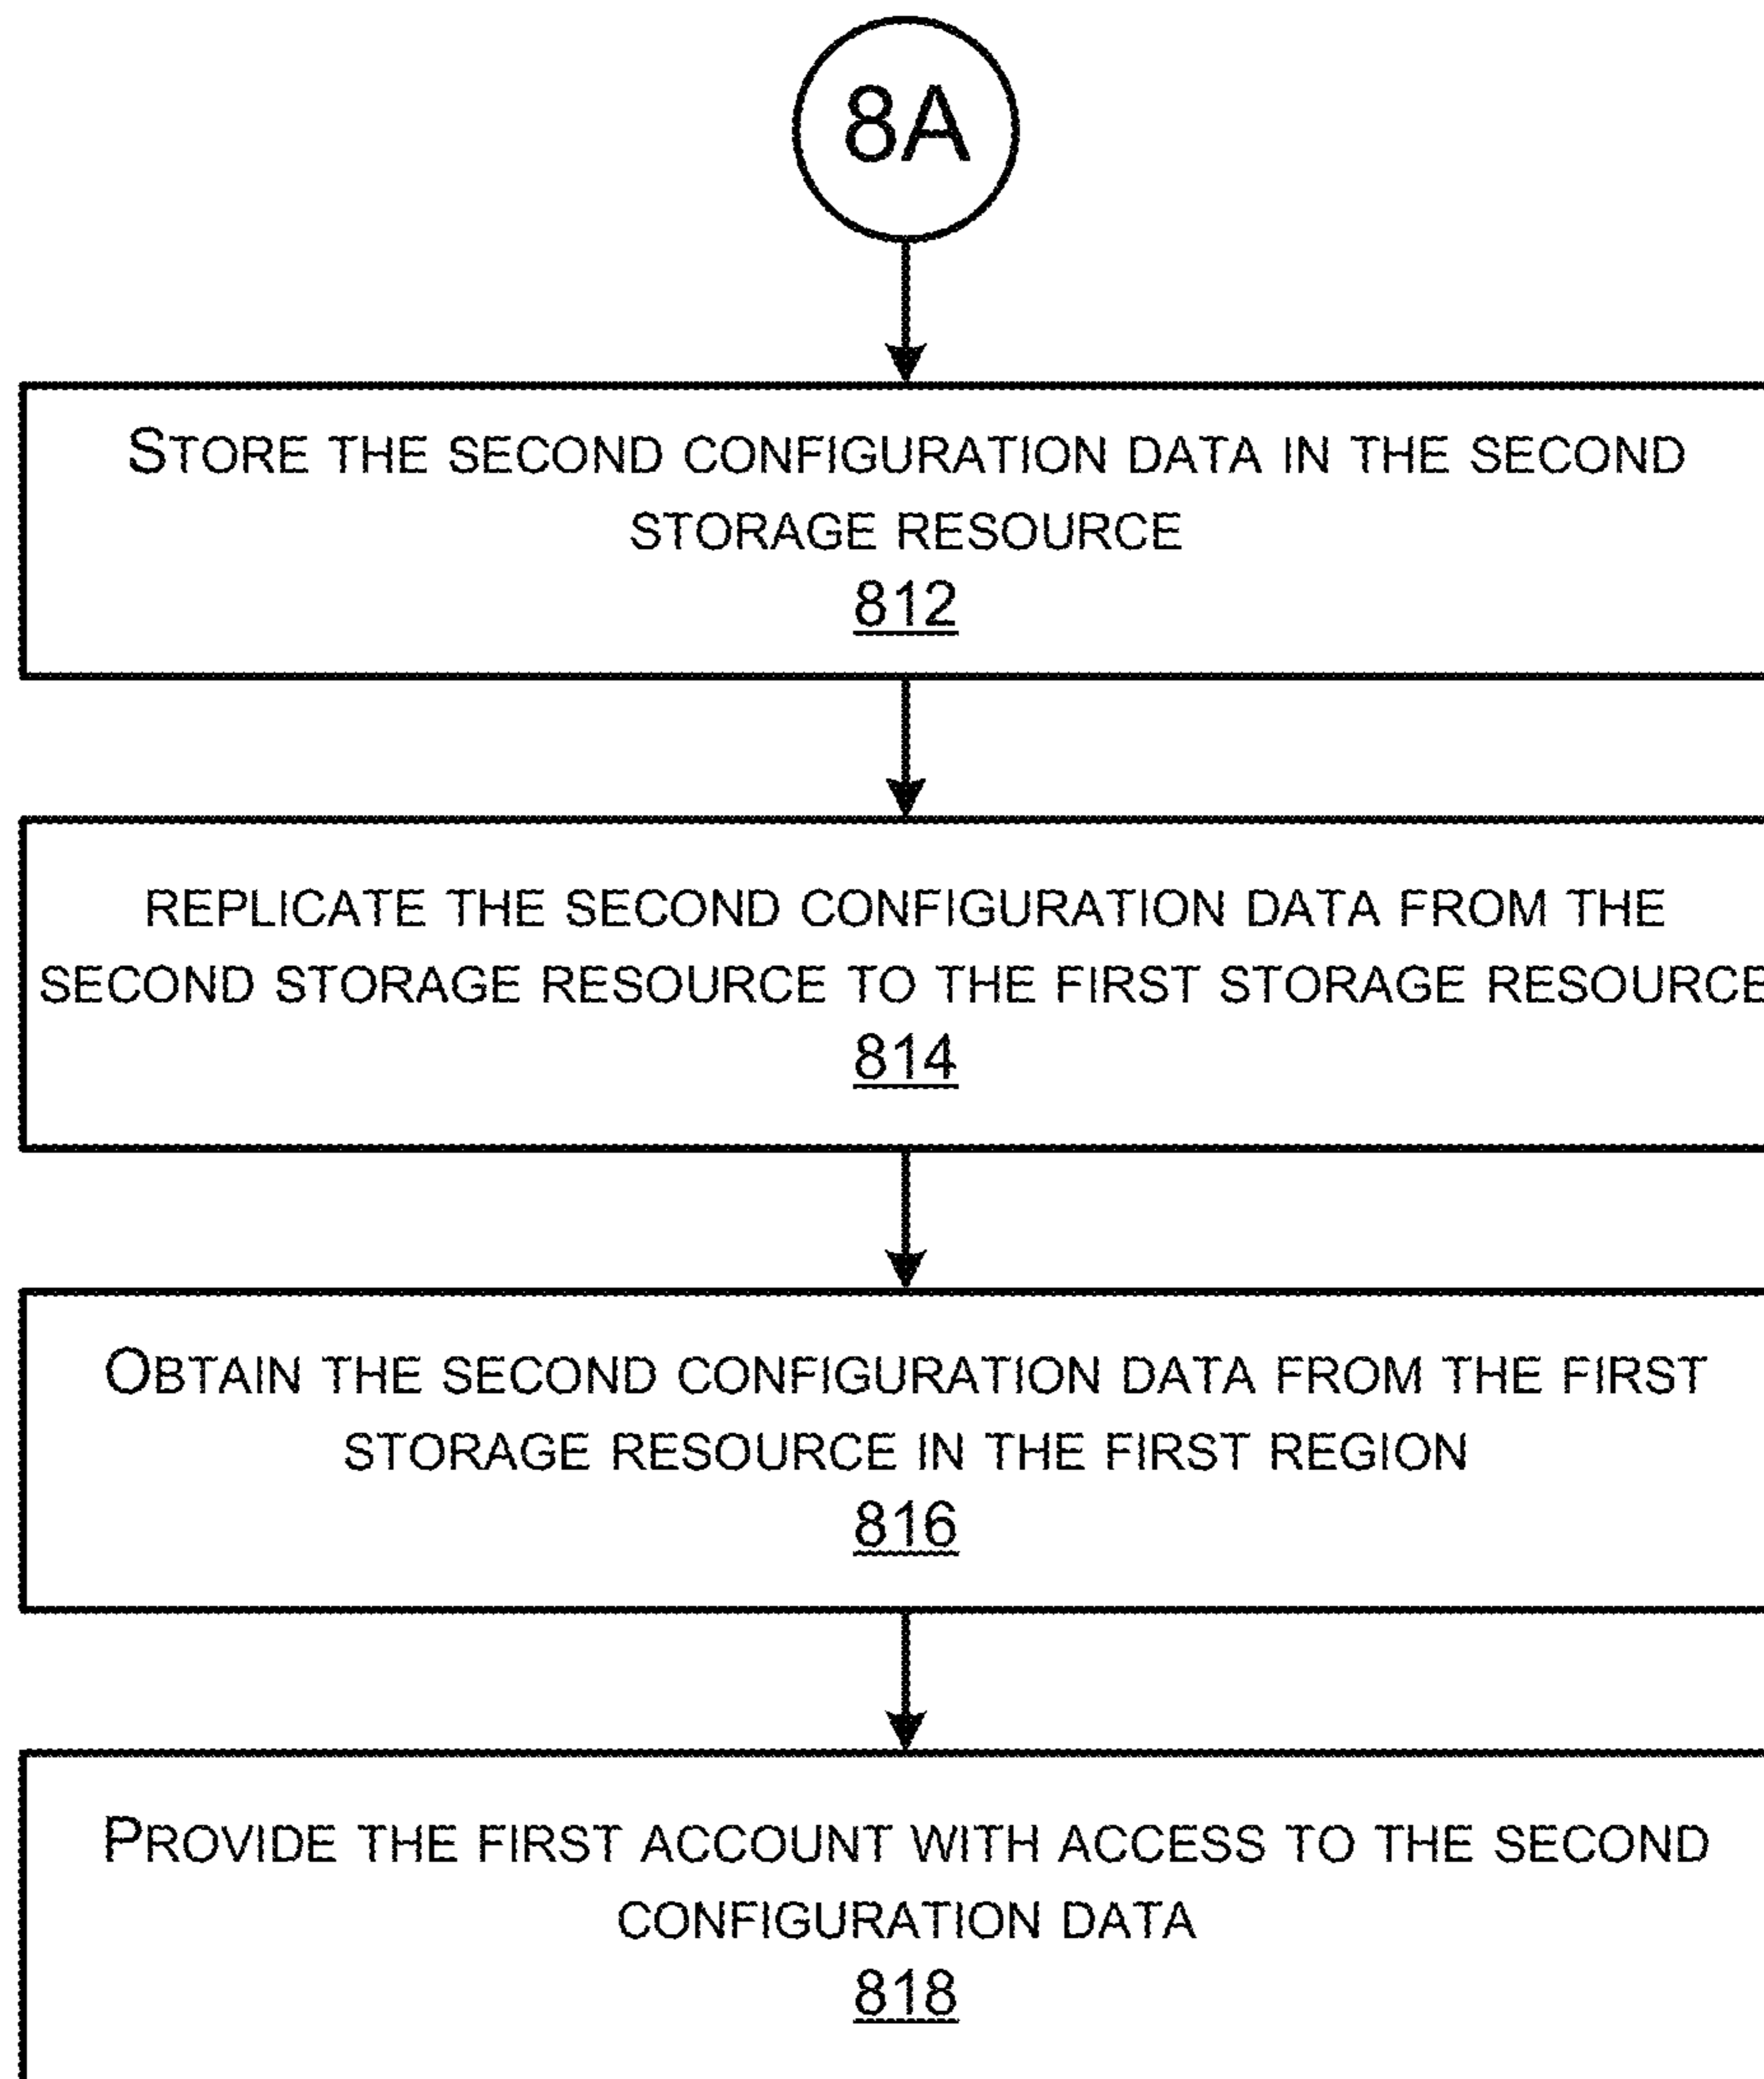 8A
STORE THE SECOND CONFIGURATION DATA IN THE SECOND
STORAGE RESOURCE
812
REPLICATE THE SECOND CONFIGURATION DATA FROM THE
SECOND STORAGE RESOURCE TO THE FIRST STORAGE RESOURCE
814
OBTAIN THE SECOND CONFIGURATION DATA FROM THE FIRST
STORAGE RESOURCE IN THE FIRST REGION
816
PROVIDE THE FIRST ACCOUNT WITH ACCESS TO THE SECOND
CONFIGURATION DATA
818